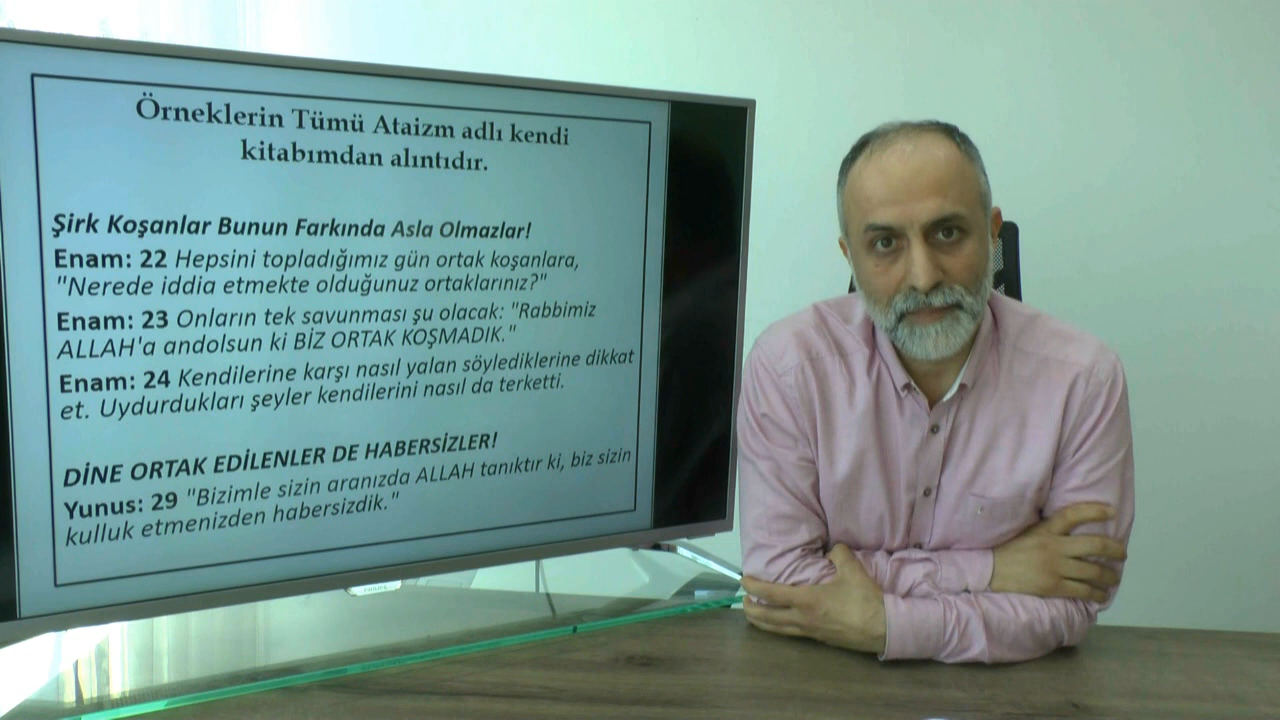 Örneklerin Tümü Ataizm adlı kendi
kitabımdan alıntıdır.
Şirk Koşanlar Bunun Farkında Asla Olmazlar!
Enam: 22 Hepsini topladığımız gün ortak koşanlara,
"Nerede iddia etmekte olduğunuz ortaklarınız?"
Enam: 23 Onların tek savunması şu olacak: "Rabbimiz
ALLAH'a andolsun ki BİZ ORTAK KOŞMADIK."
Enam: 24 Kendilerine karşı nasıl yalan söylediklerine dikkat
et. Uydurdukları şeyler kendilerini nasıl da terketti.
DİNE ORTAK EDİLENLER DE HABERSİZLER!
Yunus: 29 "Bizimle sizin aranızda ALLAH tanıktır ki, biz sizin
kulluk etmenizden habersizdik."